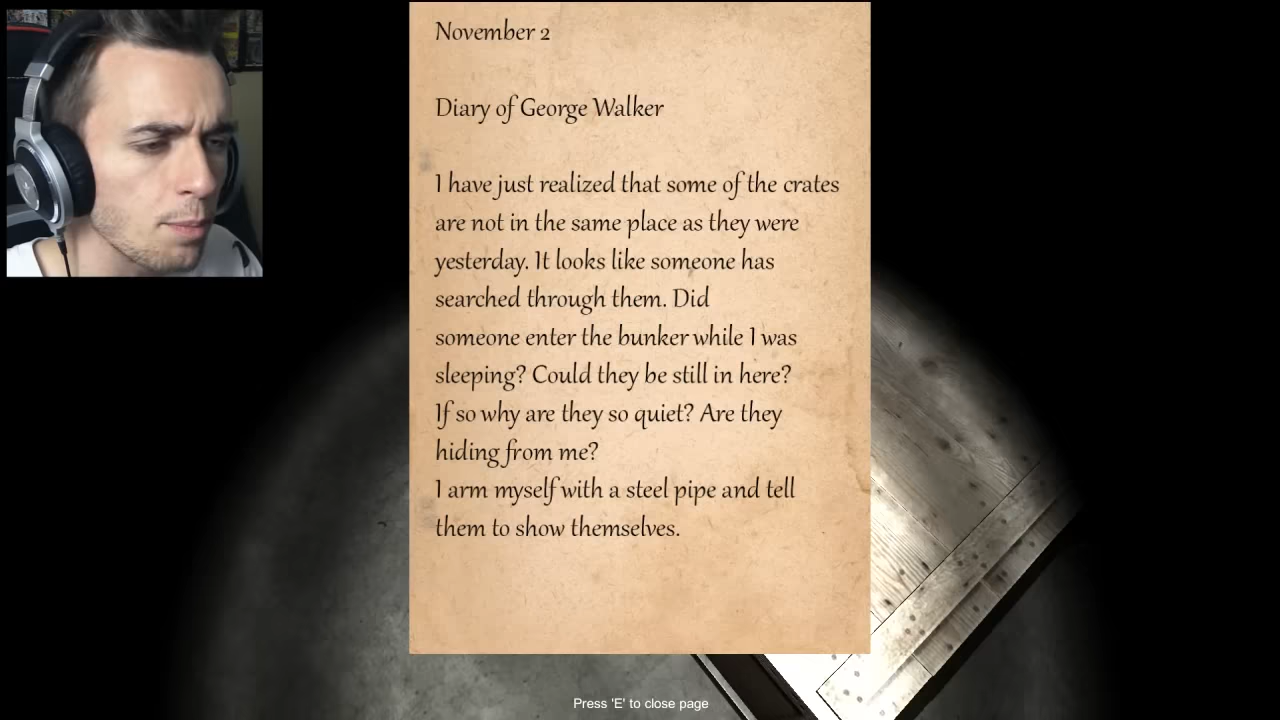 November 2
Diary of George Walker
I have just realized that some of the crates
are not in the same place as they were
yesterday. It looks like someone has
searched through them. Did
someone enter the bunker while I was
sleeping? Could they be still in here?
If so why are they so quiet? Are they
hiding from me?
I arm myself with a steel pipe and tell
them to show themselves.
Press 'E' to close page